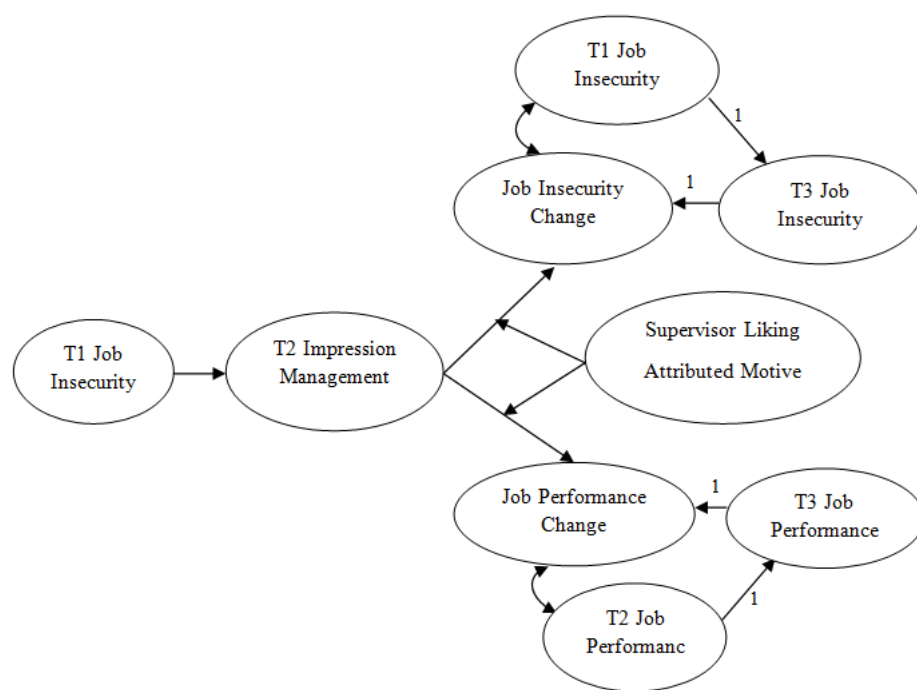 T1 Job
Insecurity
1
Job Insecurity
Change
1
T3 Job
Insecurity
T1 Job
Insecurity
T2 Impression
Management
Supervisor Liking
Attributed Motive
Job Performance
Change
1
T3 Job
Performance
1
T2 Job
Performanc